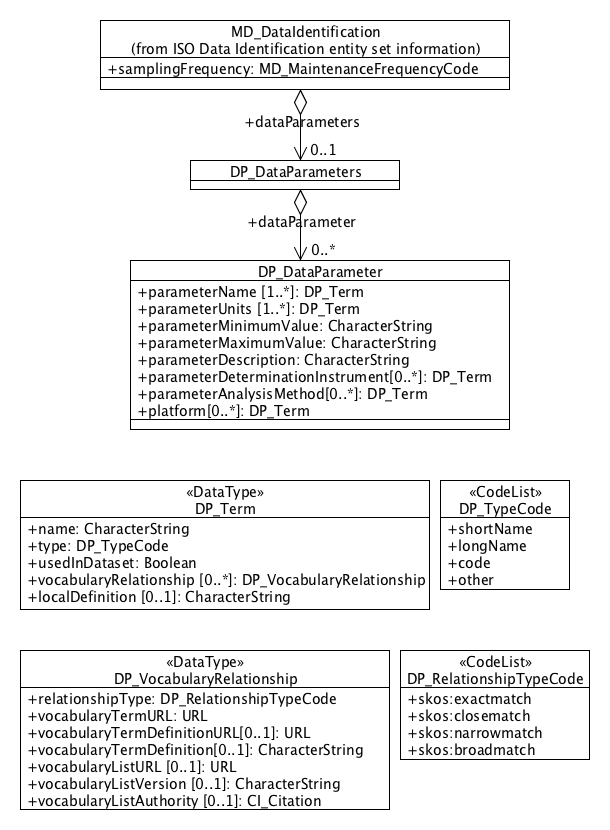 MD_DataIdentification
(from ISO Data Identification entity set information)
+samplingFrequency: MD_MaintenanceFrequencyCode
+dataParameters
0..1
DP_DataParameters
+dataParameter
0..*
DP_DataParameter
+parameterName [1..*]: DP_Term
+parameterUnits [1..*]: DP_Term
+parameterMinimumValue: CharacterString
+parameterMaximumValue: CharacterString
+parameterDescription: CharacterString
+parameterDeterminationInstrument[0..*]: DP_Term
+parameterAnalysisMethod[0..*]: DP_Term
+platform[0..*]: DP_Term
«DataType»
DP_Term
+name: CharacterString
+type: DP_TypeCode
+usedInDataset: Boolean
+vocabularyRelationship [0..*]: DP_VocabularyRelationship
+localDefinition [0..1]: CharacterString
«CodeList»
DP_TypeCode
+shortName
+longName
+code
+other
«DataType»
DP_VocabularyRelationship
+relationshipType: DP_RelationshipTypeCode
+vocabularyTermURL: URL
+vocabularyTermDefinitionURL[0..1]: URL
+vocabularyTermDefinition[0..1]: CharacterString
+vocabularyListURL [0..1]: URL
+vocabularyListVersion [0..1]: CharacterString
+vocabularyListAuthority [0..1]: CI_Citation
«CodeList»
DP_RelationshipTypeCode
+skos:exactmatch
+skos:closematch
+skos:narrowmatch
+skos:broadmatch